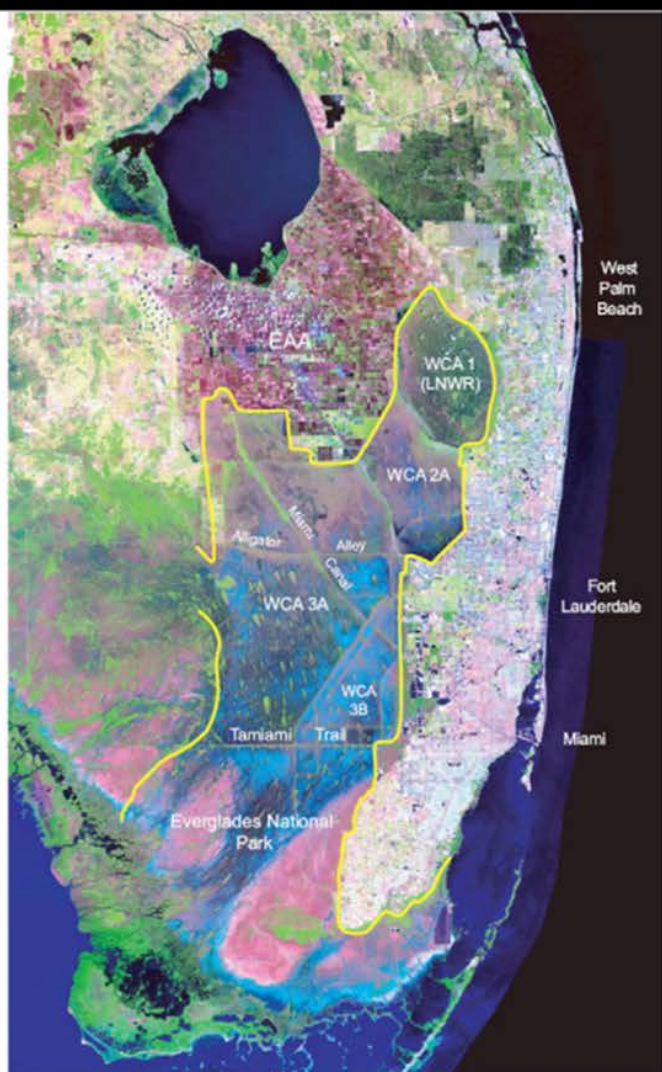 West
Palm
Beach
EAA
WCA 1
(LNWR)
WCA 2A
Miami
Canal
Alligator Alley
WCA 3A
Fort
Lauderdale
WCA
3B
Tamiami Trail
Miami
Everglades National
Park